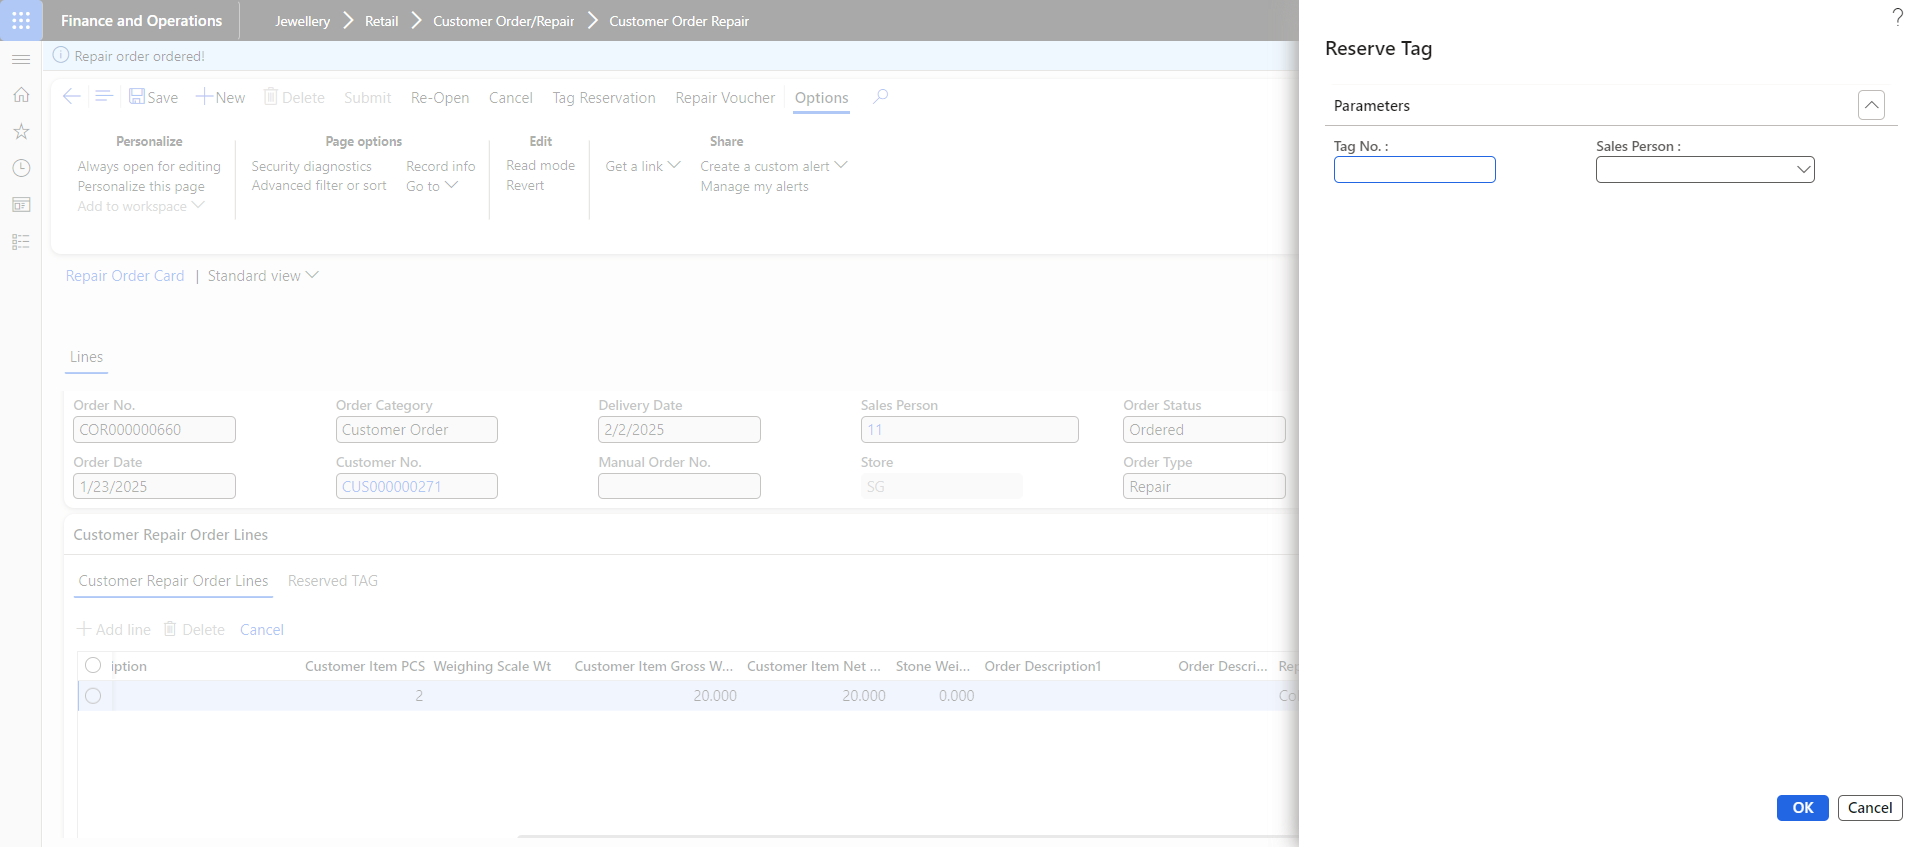 Finance and Operations
Jewellery
Retail
Customer Order/Repair
Customer Order Repair
?
Repair order ordered!
Save
New
Delete
Submit
Re-Open
Cancel
Tag Reservation
Repair Voucher
Options
Personalize
Always open for editing
Personalize this page
Add to workspace
Page options
Security diagnostics
Advanced filter or sort
Record info
Go to
Edit
Read mode
Revert
Share
Get a link
Create a custom alert
Manage my alerts
Repair Order Card | Standard view
Lines
Order No.
COR000000660
Order Category
Customer Order
Delivery Date
2/2/2025
Sales Person
11
Order Status
Ordered
Order Date
1/23/2025
Customer No.
CUS000000271
Manual Order No.
Store
SG
Order Type
Repair
Customer Repair Order Lines
Customer Repair Order Lines
Reserved TAG
Add line
Delete
Cancel
iption
Customer Item PCS
Weighing Scale Wt
Customer Item Gross W...
Customer Item Net ...
Stone Wei...
Order Description1
Order Descri...
Rep
2
20.000
20.000
0.000
Co
Reserve Tag
Parameters
Tag No. :
Sales Person :
OK
Cancel